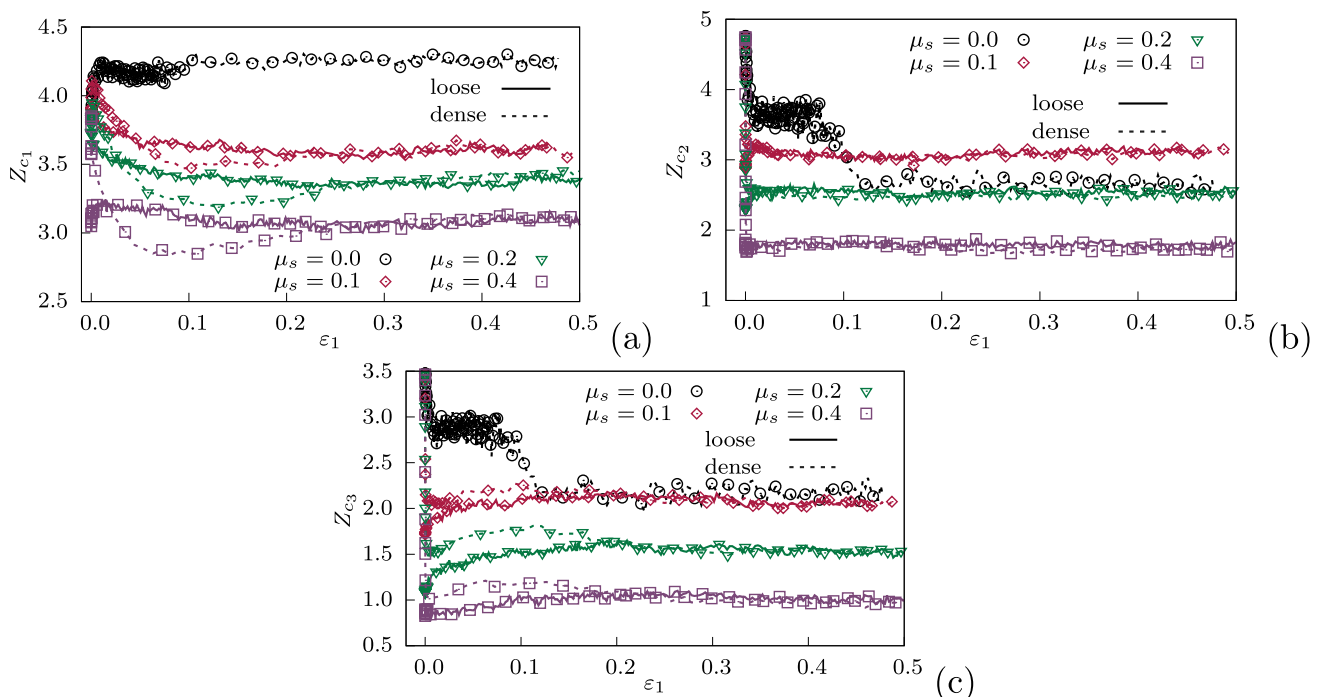 4.5
4.0
3.5
3.0
2.5
Z_{c_1}
loose
dense
μ_s = 0.0
μ_s = 0.2
μ_s = 0.1
μ_s = 0.4
0.0 0.1 0.2 0.3 0.4 0.5
ε_1
(a)
5
4
3
2
1
Z_{c_2}
μ_s = 0.0
μ_s = 0.2
μ_s = 0.1
μ_s = 0.4
loose
dense
0.0 0.1 0.2 0.3 0.4 0.5
ε_1
(b)
3.5
3.0
2.5
2.0
1.5
1.0
0.5
Z_{c_3}
μ_s = 0.0
μ_s = 0.2
μ_s = 0.1
μ_s = 0.4
loose
dense
0.0 0.1 0.2 0.3 0.4 0.5
ε_1
(c)